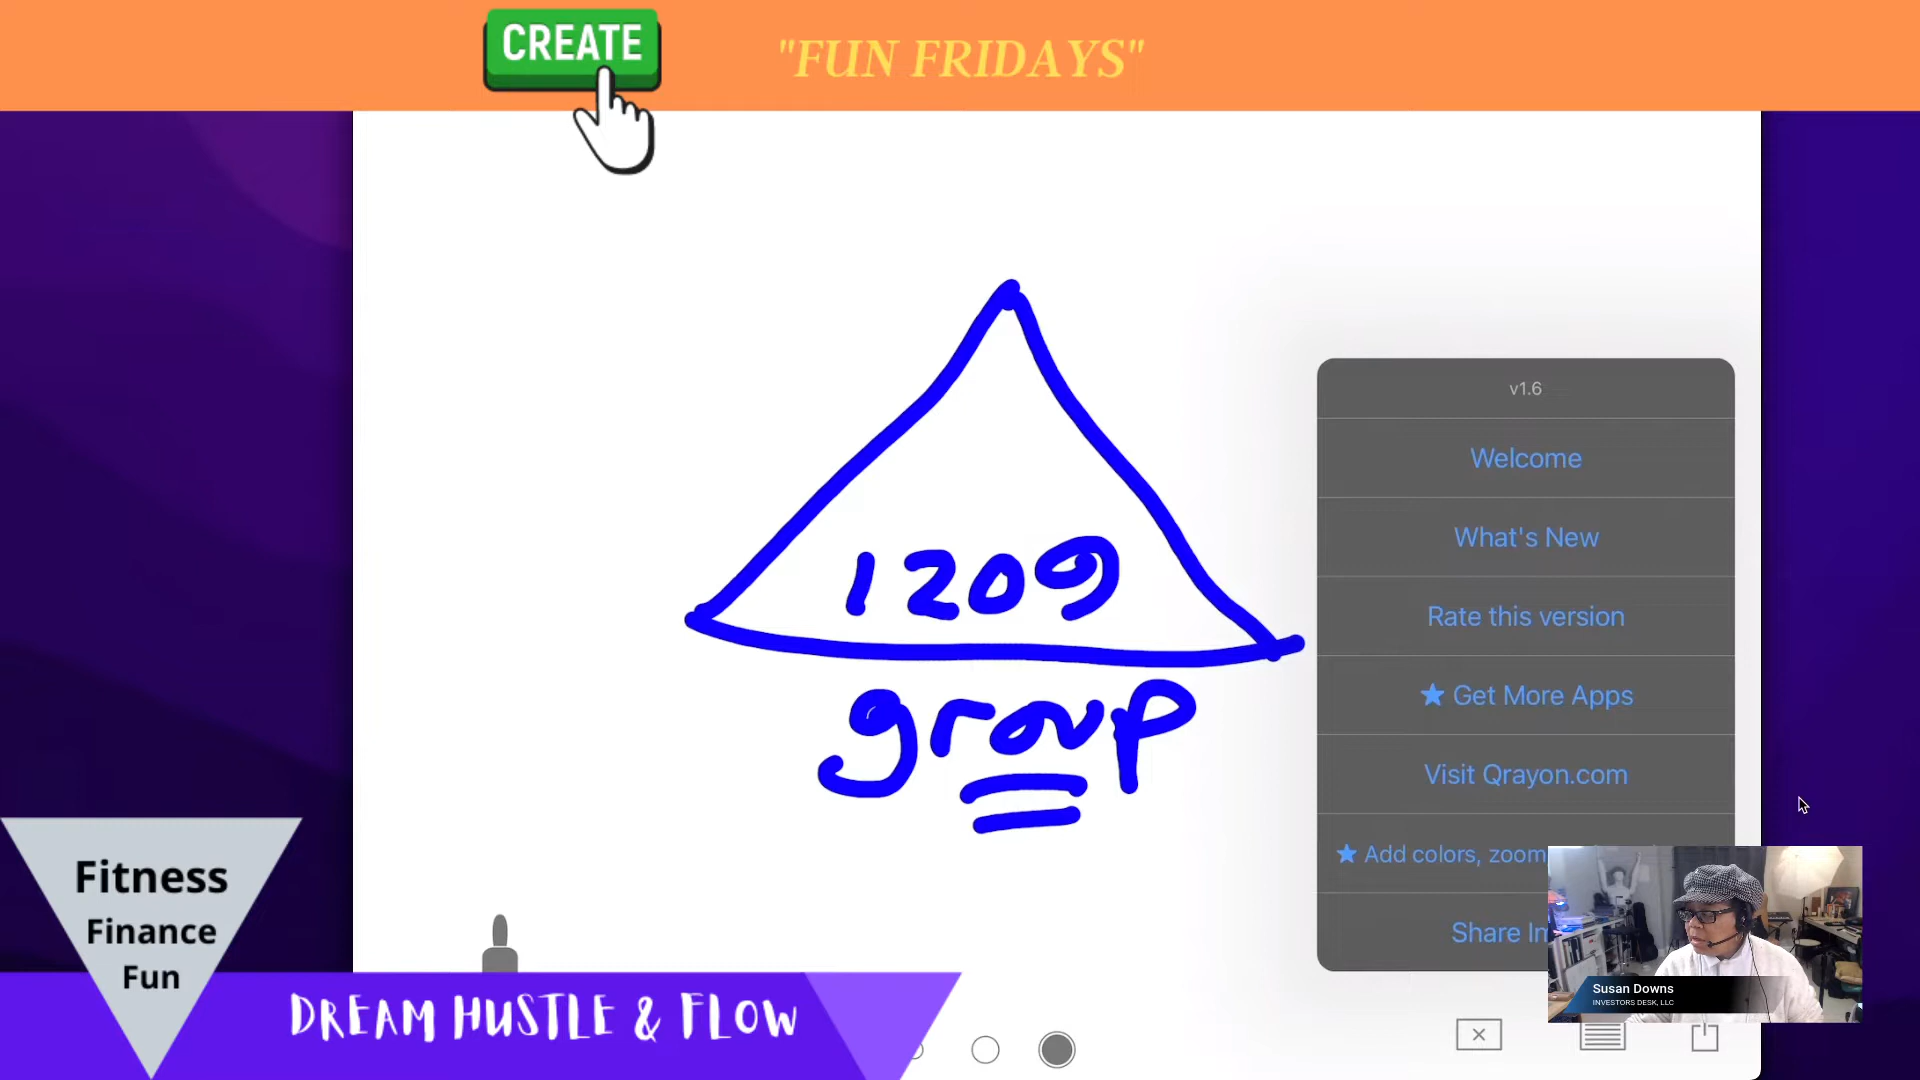 CREATE
"FUN FRIDAYS"
1209
group
v1.6
Welcome
What's New
Rate this version
★ Get More Apps
Visit Qrayon.com
★ Add colors, zoom
Share
Fitness
Finance
Fun
DREAM HUSTLE & FLOW
Susan Downs
INVESTORS DESK, LLC